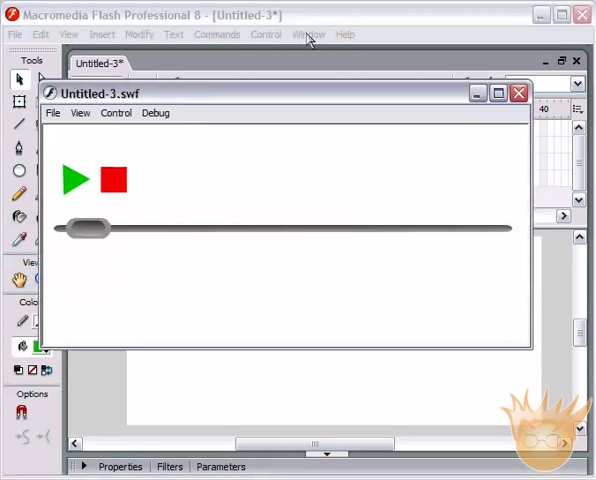 Macromedia Flash Professional 8 - [Untitled-3*]
File Edit View Insert Modify Text Commands Control Window Help
Tools
Untitled-3*
Untitled-3.swf
File View Control Debug
40
View
Colo
Options
Properties Filters Parameters